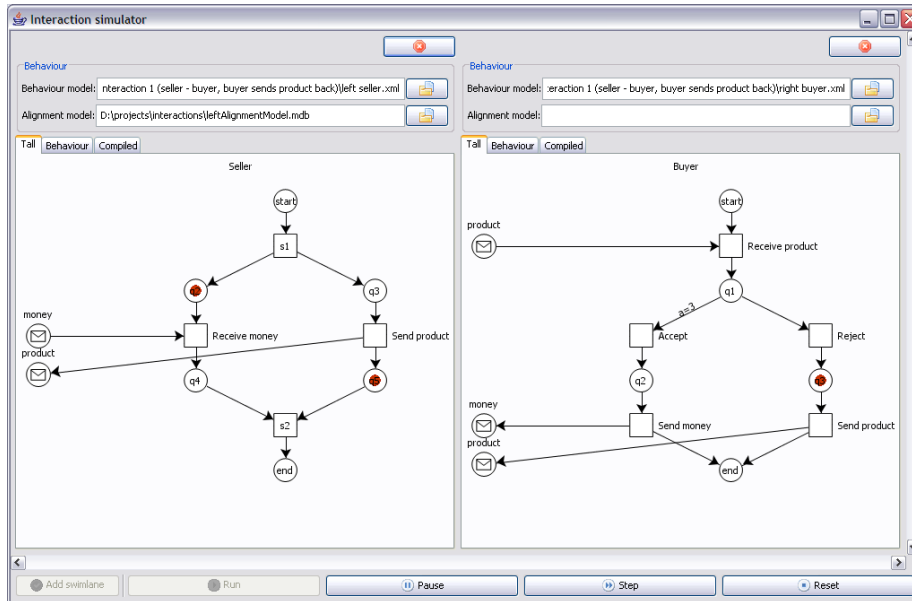 Interaction simulator
Behaviour
Behaviour model: nteraction 1 (seller - buyer, buyer sends product back)\left seller.xml
Alignment model: D:\projects\interactions\leftAlignmentModel.mdb
Tall Behaviour Compiled
Seller
start
s1
q2
q3
money
Receive money
Send product
product
q4
q5
s2
end
Behaviour
Behaviour model: eraction 1 (seller - buyer, buyer sends product back)\right buyer.xml
Alignment model:
Tall Behaviour Compiled
Buyer
start
product
Receive product
q1
a=3
Accept
Reject
q2
q3
money
Send money
Send product
product
end
Add swimlane
Run
Pause
Step
Reset